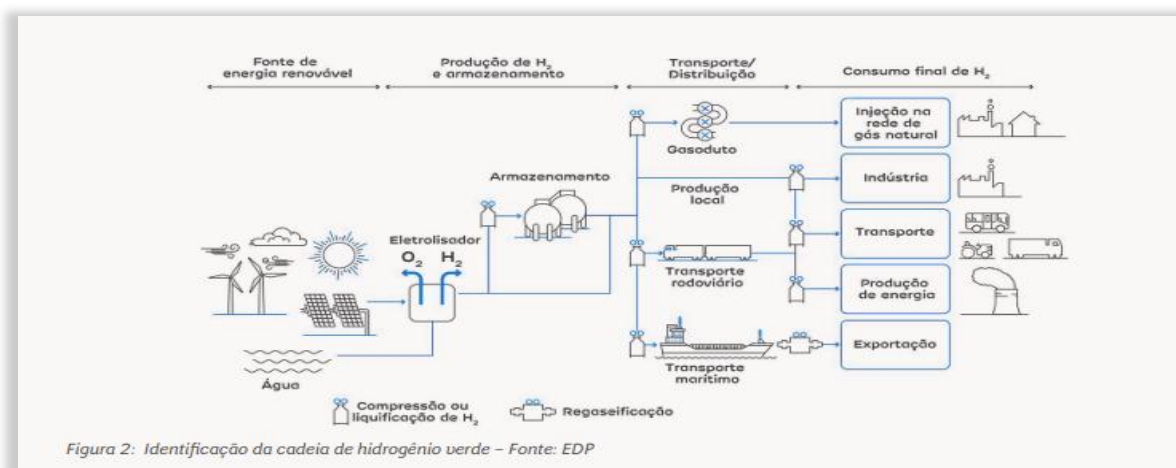 Fonte de
energia renovável
Produção de H₂
e armazenamento
Transporte/
Distribuição
Consumo final de H₂
Gasoduto
Injeção na
rede de
gás natural
Armazenamento
Produção
local
Indústria
Eletrolisador
O₂ H₂
Transporte
rodoviário
Transporte
Produção
de energia
Água
Transporte
marítimo
Exportação
Compressão ou
liquificação de H₂
Regaseificação
Figura 2: Identificação da cadeia de hidrogênio verde – Fonte: EDP